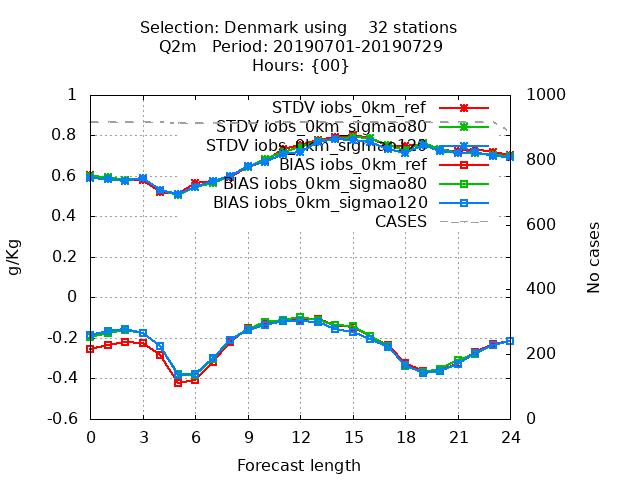 Selection: Denmark using 32 stations
Q2m Period: 20190701-20190729
Hours: {00}
STDV iobs_0km_ref
STDV iobs_0km_sigmao80
STDV iobs_0km_sigmao120
BIAS iobs_0km_ref
BIAS iobs_0km_sigmao80
BIAS iobs_0km_sigmao120
CASES
1
0.8
0.6
0.4
0.2
0
-0.2
-0.4
-0.6
g/Kg
1000
800
600
400
200
0
No cases
0 3 6 9 12 15 18 21 24
Forecast length